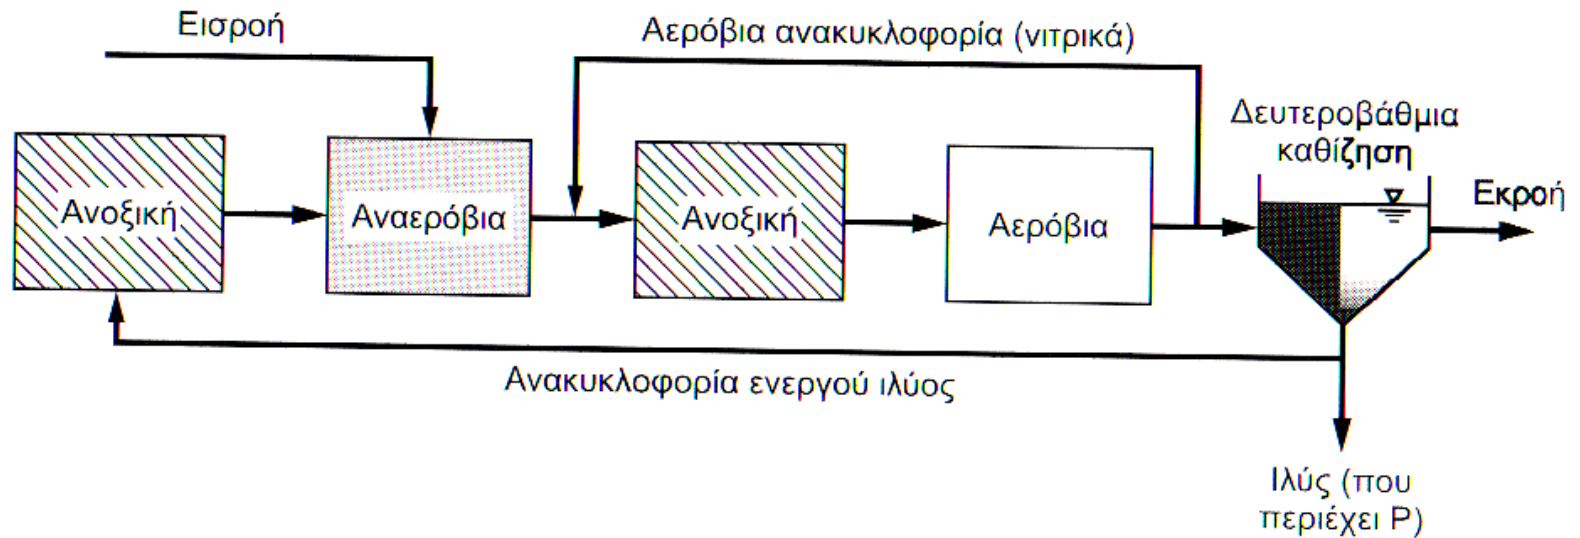 Εισροή
Αερόβια ανακυκλοφορία (νιτρικά)
Δευτεροβάθμια
καθίζηση
Εκροή
Ανοξική
Αναερόβια
Ανοξική
Αερόβια
Ανακυκλοφορία ενεργού ιλύος
Ιλύς (που
περιέχει P)